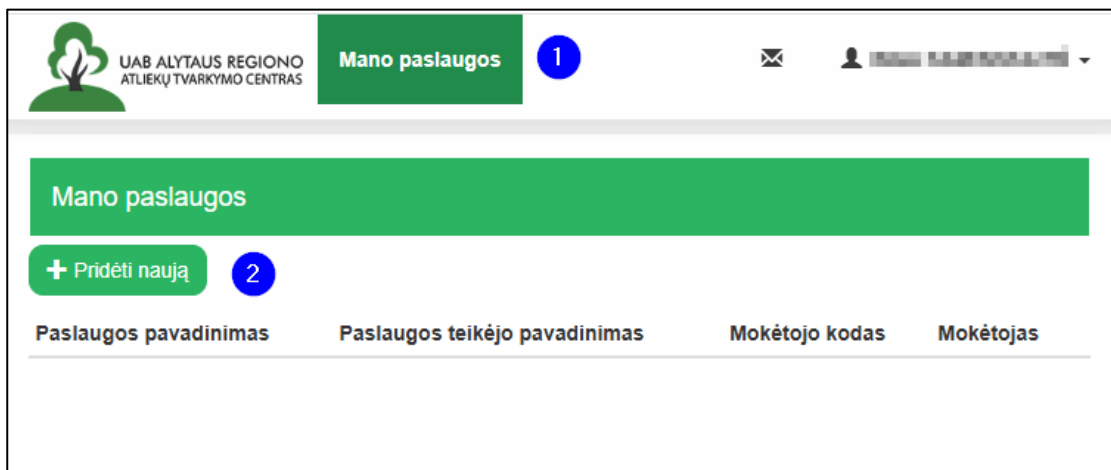 UAB ALYTAUS REGIONO
ATLIEKŲ TVARKYMO CENTRAS
Mano paslaugos
1
Mano paslaugos
+ Pridėti naują
2
Paslaugos pavadinimas Paslaugos teikėjo pavadinimas Mokėtojo kodas Mokėtojas